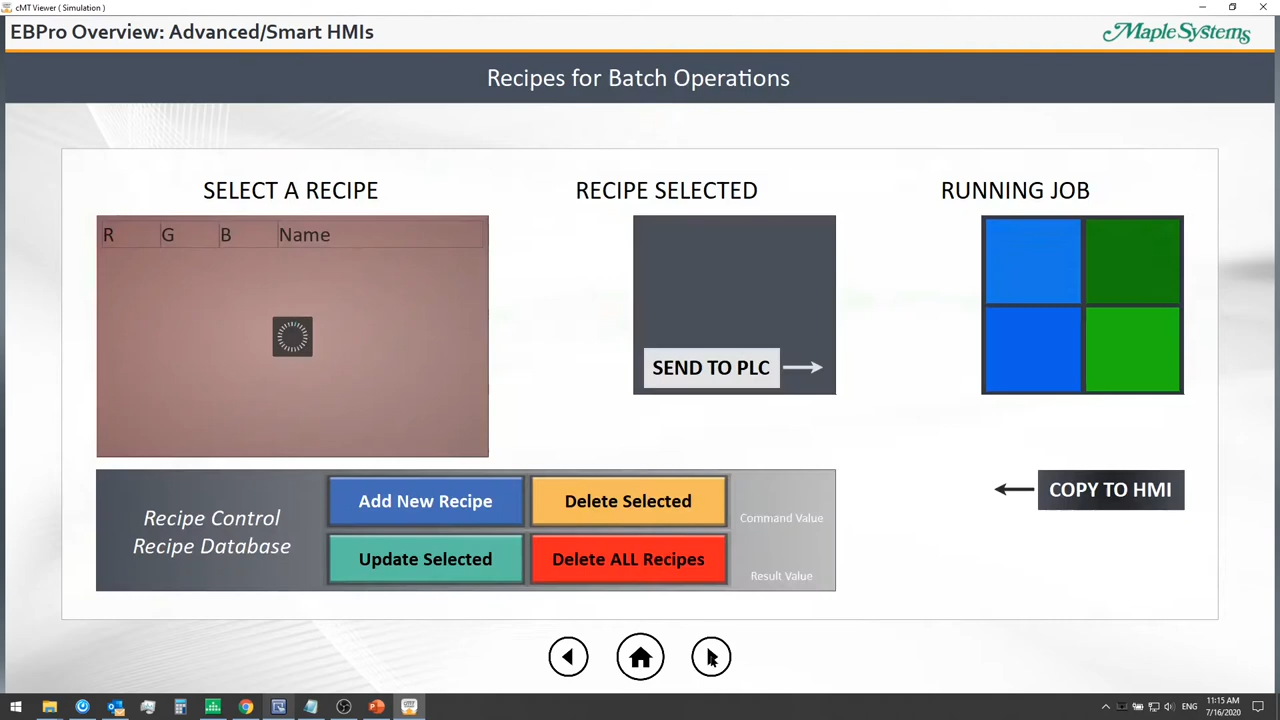 cMT Viewer ( Simulation )
EBPro Overview: Advanced/Smart HMIs
Maple Systems
Recipes for Batch Operations
SELECT A RECIPE
RECIPE SELECTED
RUNNING JOB
R G B Name
SEND TO PLC
COPY TO HMI
Recipe Control
Recipe Database
Add New Recipe
Delete Selected
Command Value
Update Selected
Delete ALL Recipes
Result Value
ENG
11:15 AM
7/16/2020